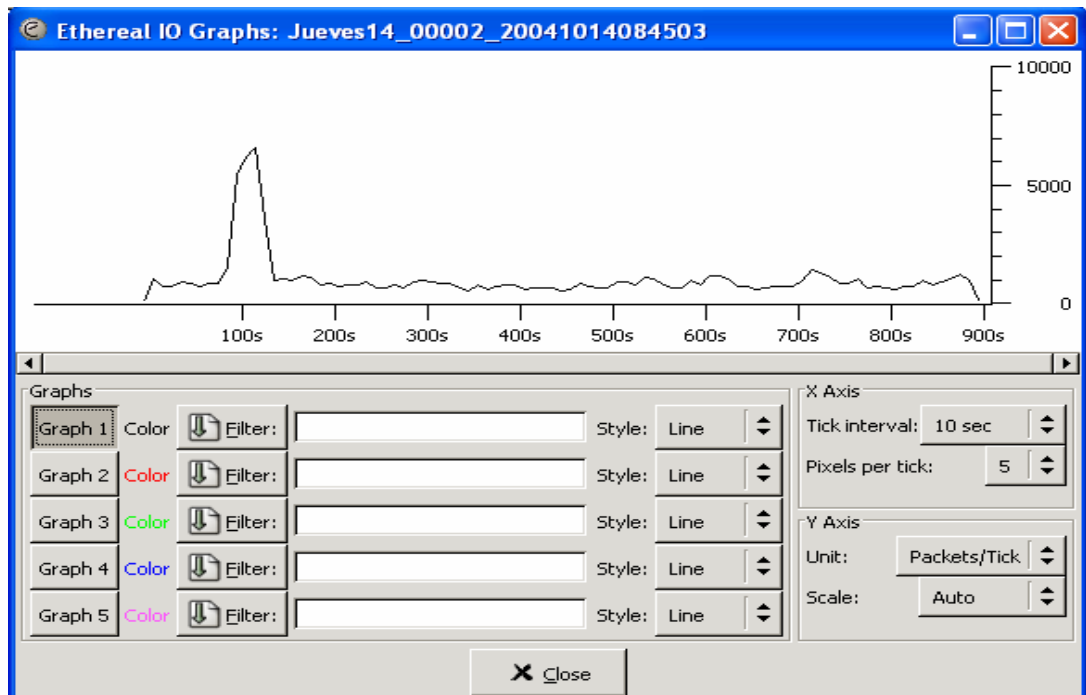 Ethereal IO Graphs: Jueves14_00002_20041014084503
10000
5000
0
100s 200s 300s 400s 500s 600s 700s 800s 900s
Graphs
Graph 1 Color Filter: Style: Line
Graph 2 Color Filter: Style: Line
Graph 3 Color Filter: Style: Line
Graph 4 Color Filter: Style: Line
Graph 5 Color Filter: Style: Line
X Axis
Tick interval: 10 sec
Pixels per tick: 5
Y Axis
Unit: Packets/Tick
Scale: Auto
Close